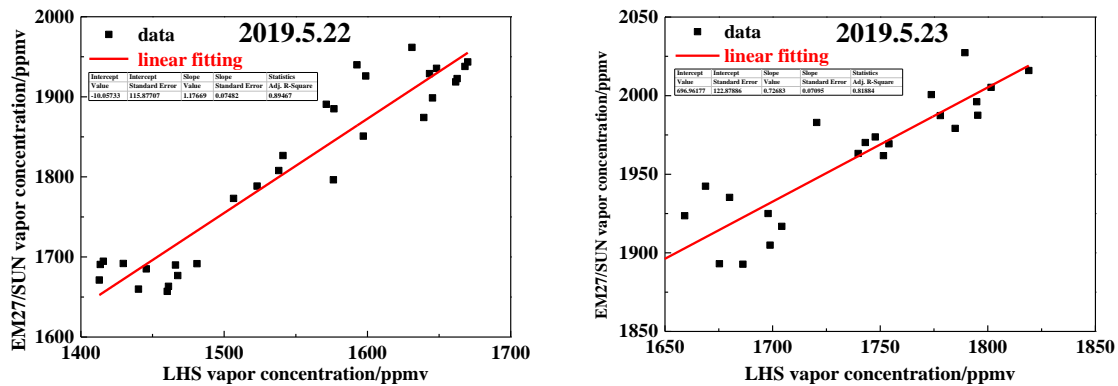 2019.5.22
data
linear fitting
Intercept Intercept Slope Slope Statistics
Value Standard Error Value Standard Error Adj. R-Square
-10.05733 115.87707 1.17669 0.07482 0.89467
EM27/SUN vapor concentration/ppmv
2000
1900
1800
1700
1600
1400 1500 1600 1700
LHS vapor concentration/ppmv
2019.5.23
data
linear fitting
Intercept Intercept Slope Slope Statistics
Value Standard Error Value Standard Error Adj. R-Square
696.96177 122.87886 0.72683 0.07095 0.81884
EM27/SUN vapor concentration/ppmv
2050
2000
1950
1900
1850
1650 1700 1750 1800 1850
LHS vapor concentration/ppmv